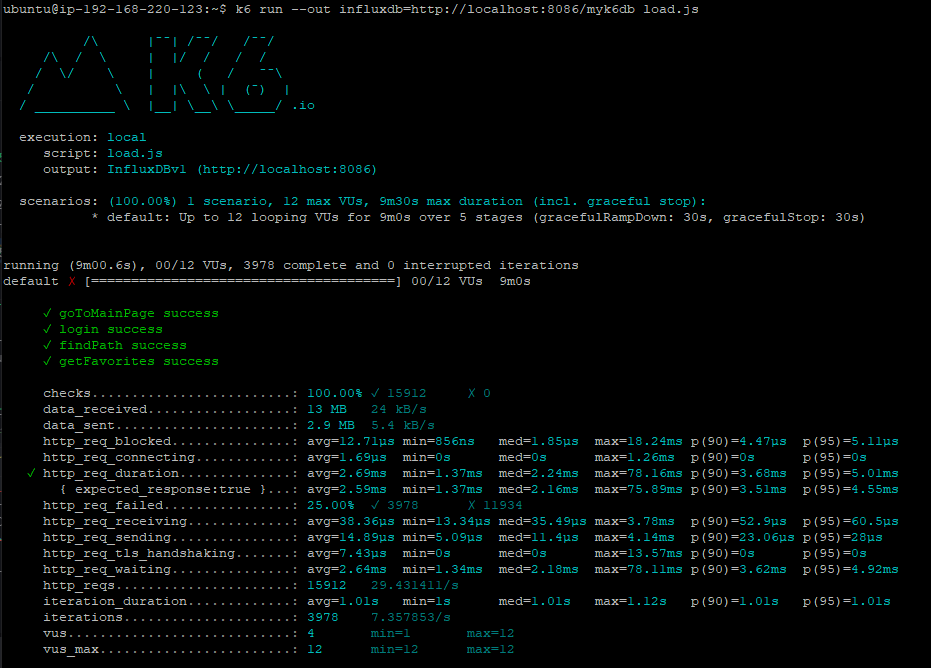 ubuntu@ip-192-168-220-123:~$ k6 run --out influxdb=http://localhost:8086/myk6db load.js
          /\      |‾‾| /‾‾/   /‾‾/
     /\  /  \     |  |/  /   /  /
    /  \/    \    |     (   /   ‾‾\
   /          \   |  |\  \ |  (‾)  |
  / __________ \  |__| \__\ \_____/ .io
  execution: local
     script: load.js
     output: InfluxDBv1 (http://localhost:8086)
  scenarios: (100.00%) 1 scenario, 12 max VUs, 9m30s max duration (incl. graceful stop):
           * default: Up to 12 looping VUs for 9m0s over 5 stages (gracefulRampDown: 30s, gracefulStop: 30s)
running (9m00.6s), 00/12 VUs, 3978 complete and 0 interrupted iterations
default ✗ [======================================] 00/12 VUs  9m0s
     ✓ goToMainPage success
     ✓ login success
     ✓ findPath success
     ✓ getFavorites success
     checks.........................: 100.00% ✓ 15912     ✗ 0
     data_received..................: 13 MB   24 kB/s
     data_sent......................: 2.9 MB  5.4 kB/s
     http_req_blocked...............: avg=12.71µs min=856ns   med=1.85µs  max=18.24ms p(90)=4.47µs  p(95)=5.11µs
     http_req_connecting............: avg=1.69µs  min=0s      med=0s      max=1.26ms  p(90)=0s      p(95)=0s
   ✓ http_req_duration..............: avg=2.69ms  min=1.37ms  med=2.24ms  max=78.16ms p(90)=3.68ms  p(95)=5.01ms
       { expected_response:true }...: avg=2.59ms  min=1.37ms  med=2.16ms  max=75.89ms p(90)=3.51ms  p(95)=4.55ms
     http_req_failed................: 25.00% ✓ 3978      ✗ 11934
     http_req_receiving.............: avg=38.36µs min=13.34µs med=35.49µs max=3.78ms  p(90)=52.9µs  p(95)=60.5µs
     http_req_sending...............: avg=14.89µs min=5.09µs  med=11.4µs  max=4.14ms  p(90)=23.06µs p(95)=28µs
     http_req_tls_handshaking.......: avg=7.43µs  min=0s      med=0s      max=13.57ms p(90)=0s      p(95)=0s
     http_req_waiting...............: avg=2.64ms  min=1.34ms  med=2.18ms  max=78.11ms p(90)=3.62ms  p(95)=4.92ms
     http_reqs......................: 15912   29.431411/s
     iteration_duration.............: avg=1.01s   min=1s      med=1.01s   max=1.12s   p(90)=1.01s   p(95)=1.01s
     iterations.....................: 3978    7.357853/s
     vus............................: 4       min=1       max=12
     vus_max........................: 12      min=12      max=12